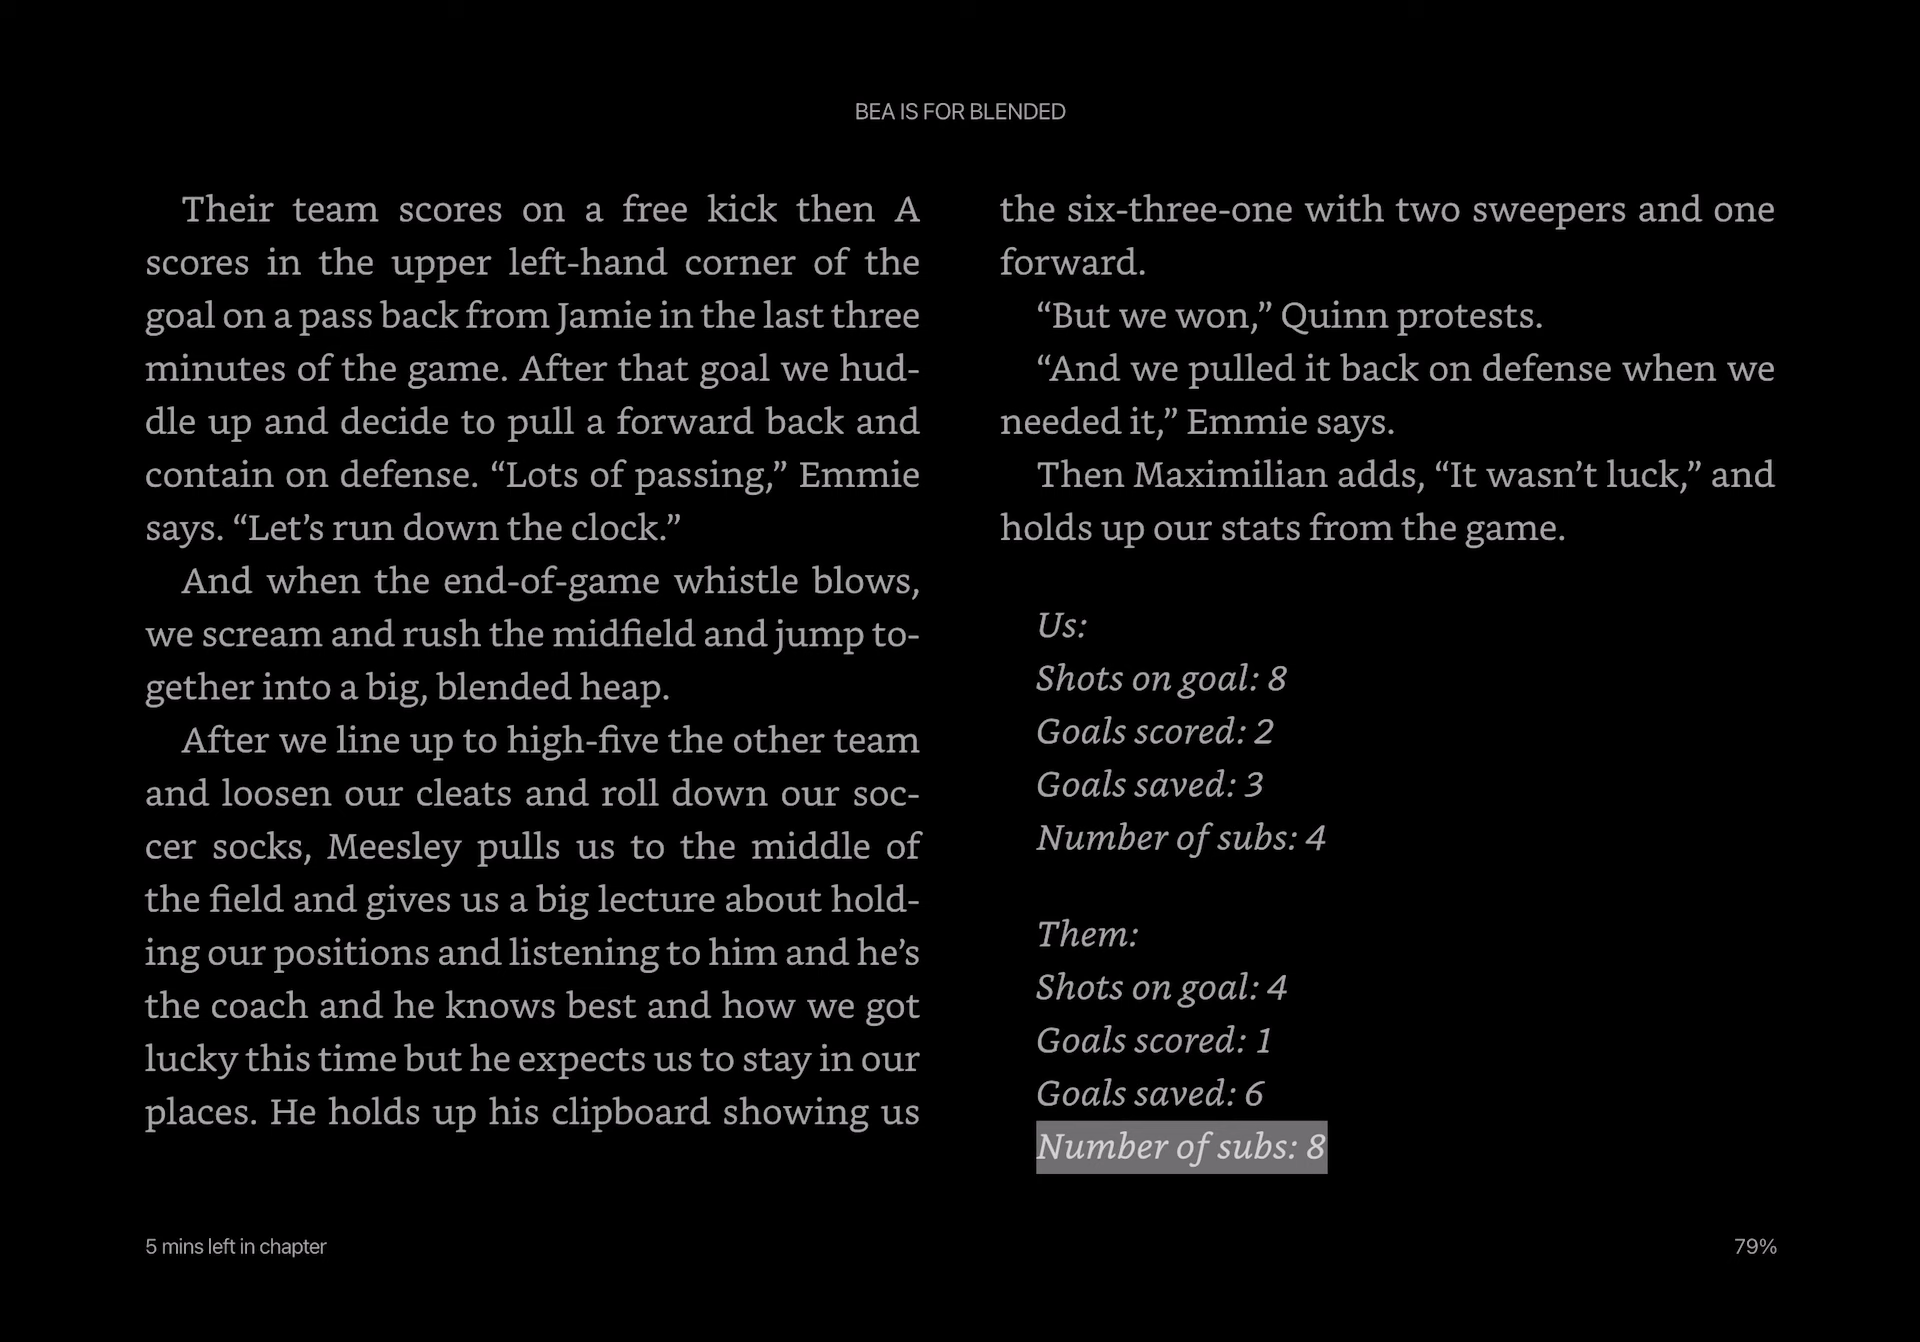 BEA IS FOR BLENDED
Their team scores on a free kick then A
scores in the upper left-hand corner of the
goal on a pass back from Jamie in the last three
minutes of the game. After that goal we hud-
dle up and decide to pull a forward back and
contain on defense. “Lots of passing,” Emmie
says. “Let’s run down the clock.”
And when the end-of-game whistle blows,
we scream and rush the midfield and jump to-
gether into a big, blended heap.
After we line up to high-five the other team
and loosen our cleats and roll down our soc-
cer socks, Meesley pulls us to the middle of
the field and gives us a big lecture about hold-
ing our positions and listening to him and he’s
the coach and he knows best and how we got
lucky this time but he expects us to stay in our
places. He holds up his clipboard showing us
the six-three-one with two sweepers and one
forward.
“But we won,” Quinn protests.
“And we pulled it back on defense when we
needed it,” Emmie says.
Then Maximilian adds, “It wasn’t luck,” and
holds up our stats from the game.
Us:
Shots on goal: 8
Goals scored: 2
Goals saved: 3
Number of subs: 4
Them:
Shots on goal: 4
Goals scored: 1
Goals saved: 6
Number of subs: 8
5 mins left in chapter
79%